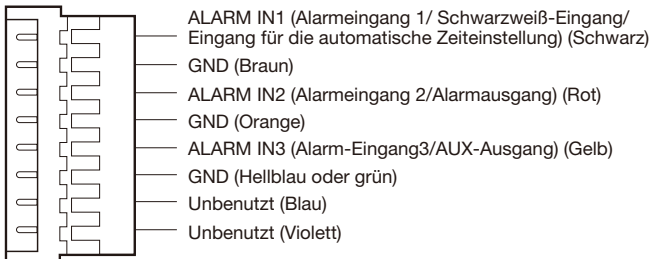 ALARM IN1 (Alarmeingang 1/ Schwarzweiß-Eingang/
Eingang für die automatische Zeiteinstellung) (Schwarz)
GND (Braun)
ALARM IN2 (Alarmeingang 2/Alarmausgang) (Rot)
GND (Orange)
ALARM IN3 (Alarm-Eingang3/AUX-Ausgang) (Gelb)
GND (Hellblau oder grün)
Unbenutzt (Blau)
Unbenutzt (Violett)